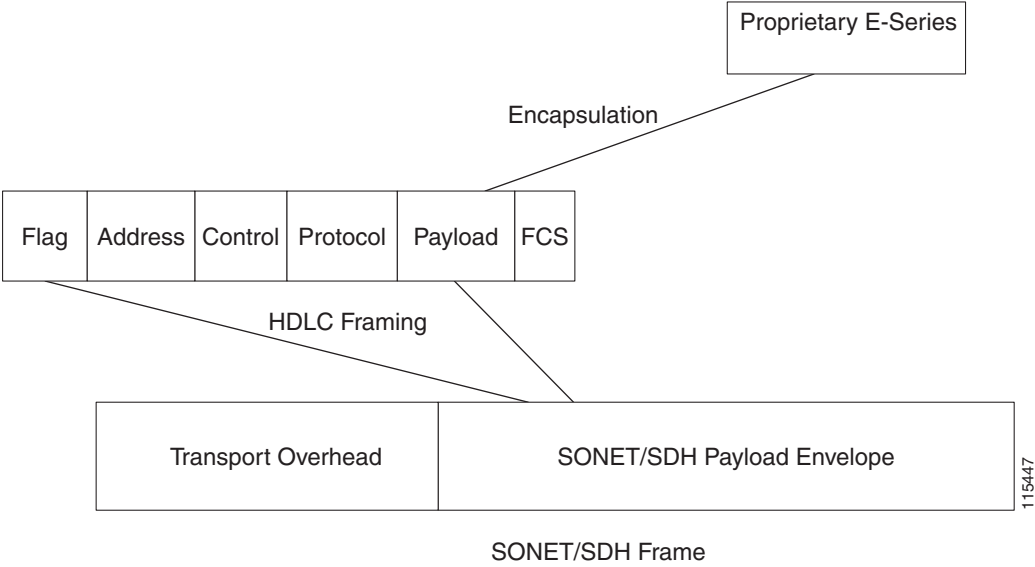 Proprietary E-Series
Encapsulation
Flag Address Control Protocol Payload FCS
HDLC Framing
Transport Overhead SONET/SDH Payload Envelope
115447
SONET/SDH Frame